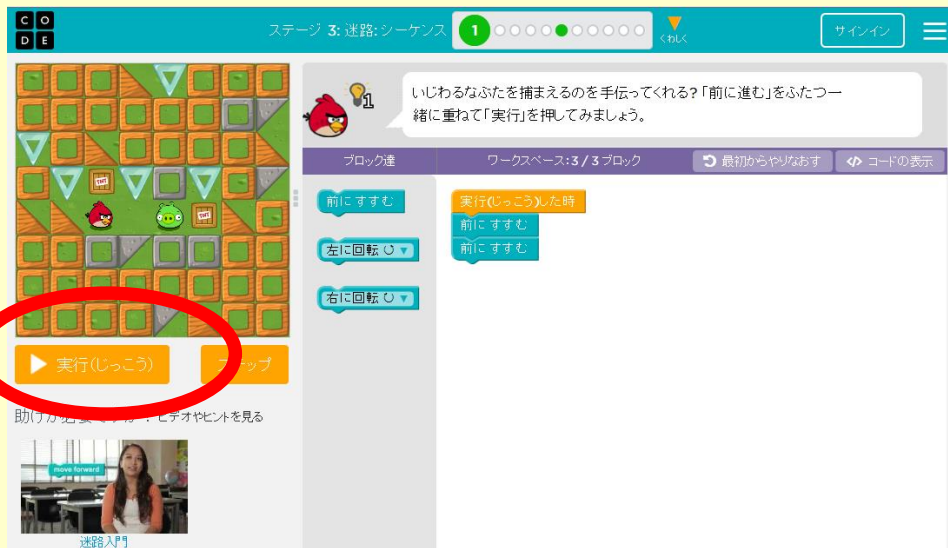 C O
D E
ステージ 3: 迷路:シーケンス
1
くわしく
サインイン
1
いじわるなぶたを捕まえるのを手伝ってくれる?「前に進む」をふたつ一
緒に重ねて「実行」を押してみましょう。
ブロック達
ワークスペース:3 / 3 ブロック
最初からやりなおす
</> コードの表示
TNT
TNT
TNT
前に すすむ
左に回転
右に回転
実行(じっこう)した時
前に すすむ
前に すすむ
実行(じっこう)
ビデオやヒントを見る
move forward
迷路入門